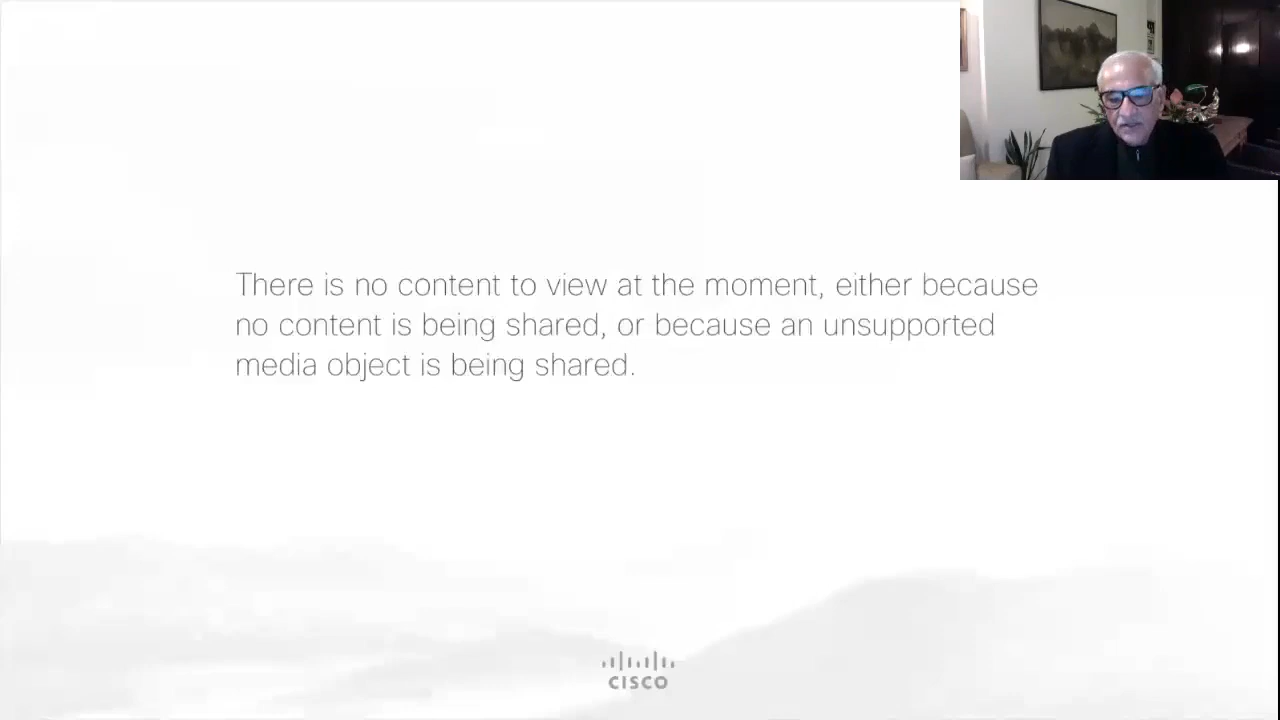 There is no content to view at the moment, either because
no content is being shared, or because an unsupported
media object is being shared.
CISCO